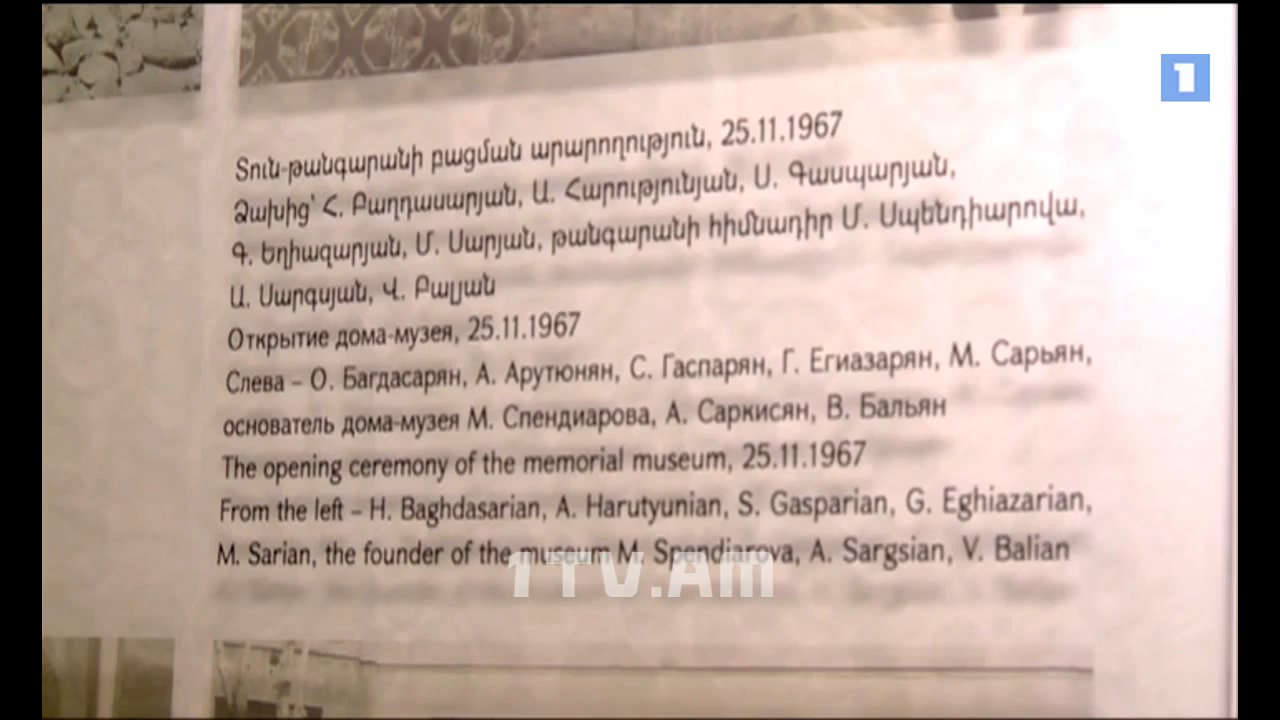 1
Տուն-թանգարանի բացման արարողություն, 25.11.1967
Ձախից՝ Հ. Բաղդասարյան, Ա. Հարությունյան, Ս. Գասպարյան,
Գ. Եղիազարյան, Մ. Սարյան, թանգարանի հիմնադիր Մ. Սպենդիարովա,
Ա. Սարգսյան, Վ. Բալյան
Открытие дома-музея, 25.11.1967
Слева – О. Багдасарян, А. Арутюнян, С. Гаспарян, Г. Егиазарян, М. Сарьян,
основатель дома-музея М. Спендиарова, А. Саркисян, В. Бальян
The opening ceremony of the memorial museum, 25.11.1967
From the left – H. Baghdasarian, A. Harutyunian, S. Gasparian, G. Eghiazarian,
M. Sarian, the founder of the museum M. Spendiarova, A. Sargsian, V. Balian
1TV.Am